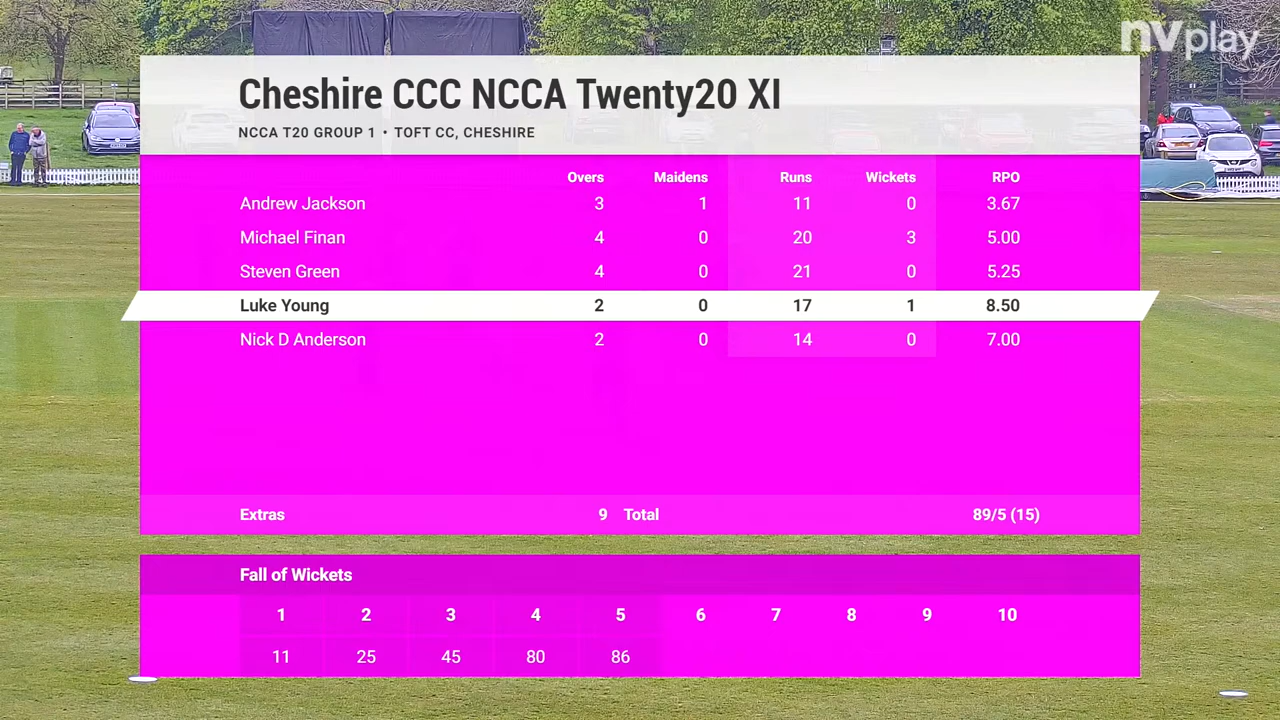 nvplay
Cheshire CCC NCCA Twenty20 XI
NCCA T20 GROUP 1 • TOFT CC, CHESHIRE
Overs Maidens Runs Wickets RPO
Andrew Jackson 3 1 11 0 3.67
Michael Finan 4 0 20 3 5.00
Steven Green 4 0 21 0 5.25
Luke Young 2 0 17 1 8.50
Nick D Anderson 2 0 14 0 7.00
Extras 9 Total 89/5 (15)
Fall of Wickets
1 2 3 4 5 6 7 8 9 10
11 25 45 80 86